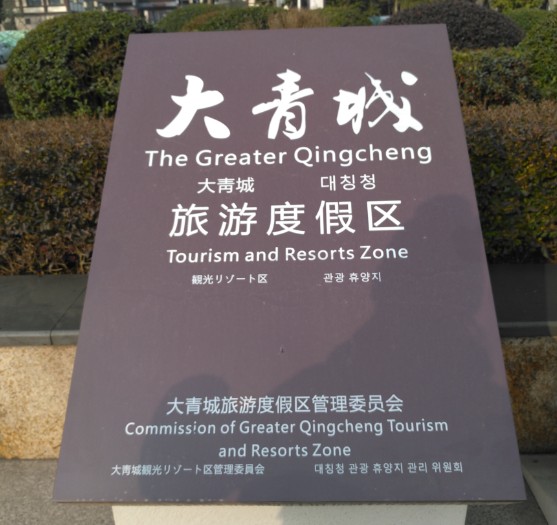 大青城
The Greater Qingcheng
大青城 대칭청
旅游度假区
Tourism and Resorts Zone
観光リゾート区 관광 휴양지
大青城旅游度假区管理委员会
Commission of Greater Qingcheng Tourism
and Resorts Zone
大青城観光リゾート区管理委員会 대칭청 관광 휴양지 관리 위원회